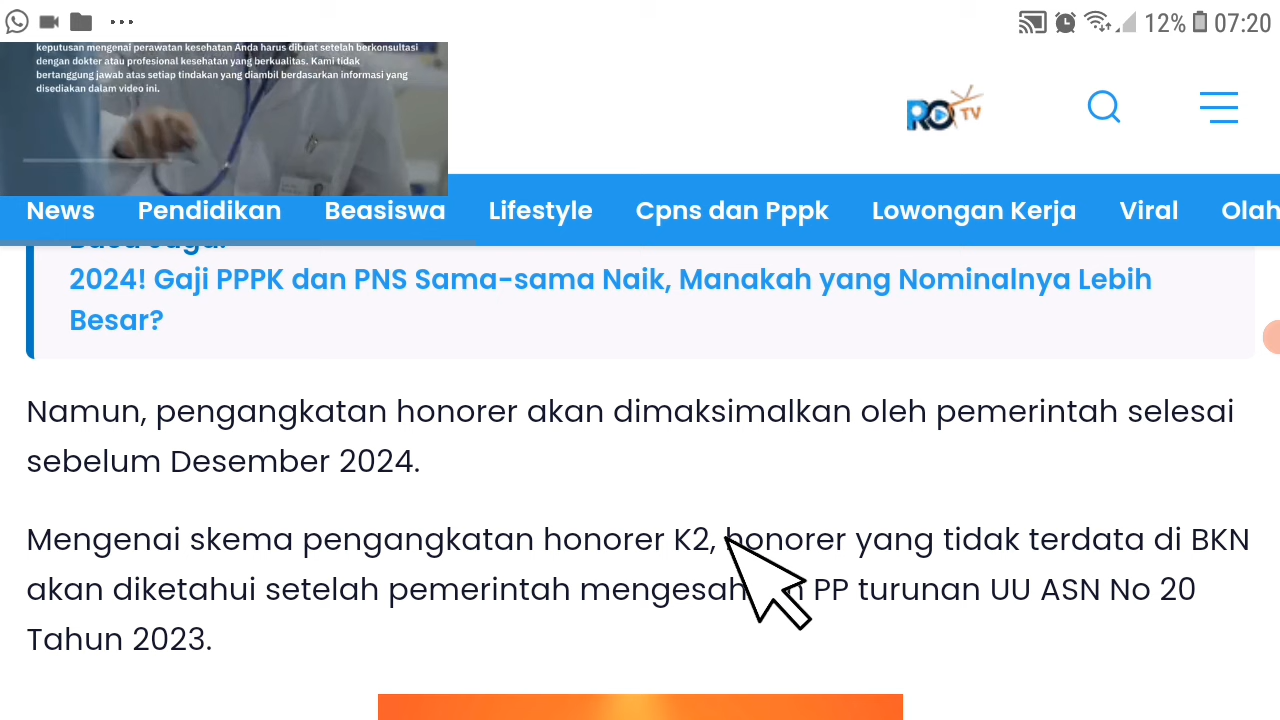 12% 07:20
keputusan mengenai perawatan kesehatan Anda harus dibuat setelah berkonsultasi
dengan dokter atau profesional kesehatan yang berkualitas. Kami tidak
bertanggung jawab atas setiap tindakan yang diambil berdasarkan informasi yang
disediakan dalam video ini.
RO TV
News Pendidikan Beasiswa Lifestyle Cpns dan Pppk Lowongan Kerja Viral Olah
2024! Gaji PPPK dan PNS Sama-sama Naik, Manakah yang Nominalnya Lebih
Besar?
Namun, pengangkatan honorer akan dimaksimalkan oleh pemerintah selesai
sebelum Desember 2024.
Mengenai skema pengangkatan honorer K2, honorer yang tidak terdata di BKN
akan diketahui setelah pemerintah mengesah n PP turunan UU ASN No 20
Tahun 2023.